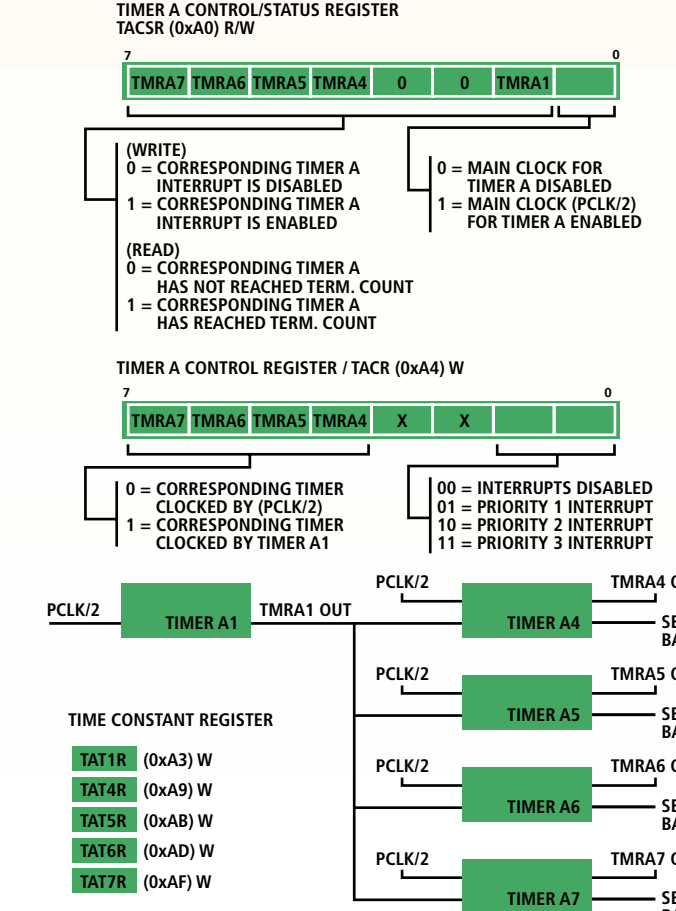 TIMER A CONTROL/STATUS REGISTER
TACSR (0xA0) R/W
7 0
TMRA7 TMRA6 TMRA5 TMRA4 0 0 TMRA1
(WRITE)
0 = CORRESPONDING TIMER A
INTERRUPT IS DISABLED
1 = CORRESPONDING TIMER A
INTERRUPT IS ENABLED
(READ)
0 = CORRESPONDING TIMER A
HAS NOT REACHED TERM. COUNT
1 = CORRESPONDING TIMER A
HAS REACHED TERM. COUNT
0 = MAIN CLOCK FOR
TIMER A DISABLED
1 = MAIN CLOCK (PCLK/2)
FOR TIMER A ENABLED
TIMER A CONTROL REGISTER / TACR (0xA4) W
7 0
TMRA7 TMRA6 TMRA5 TMRA4 X X
0 = CORRESPONDING TIMER
CLOCKED BY (PCLK/2)
1 = CORRESPONDING TIMER
CLOCKED BY TIMER A1
00 = INTERRUPTS DISABLED
01 = PRIORITY 1 INTERRUPT
10 = PRIORITY 2 INTERRUPT
11 = PRIORITY 3 INTERRUPT
PCLK/2
TIMER A1
TMRA1 OUT
PCLK/2
TIMER A4
TMRA4
PCLK/2
TIMER A5
TMRA5
PCLK/2
TIMER A6
TMRA6
PCLK/2
TIMER A7
TMRA7
TIME CONSTANT REGISTER
TAT1R (0xA3) W
TAT4R (0xA9) W
TAT5R (0xAB) W
TAT6R (0xAD) W
TAT7R (0xAF) W